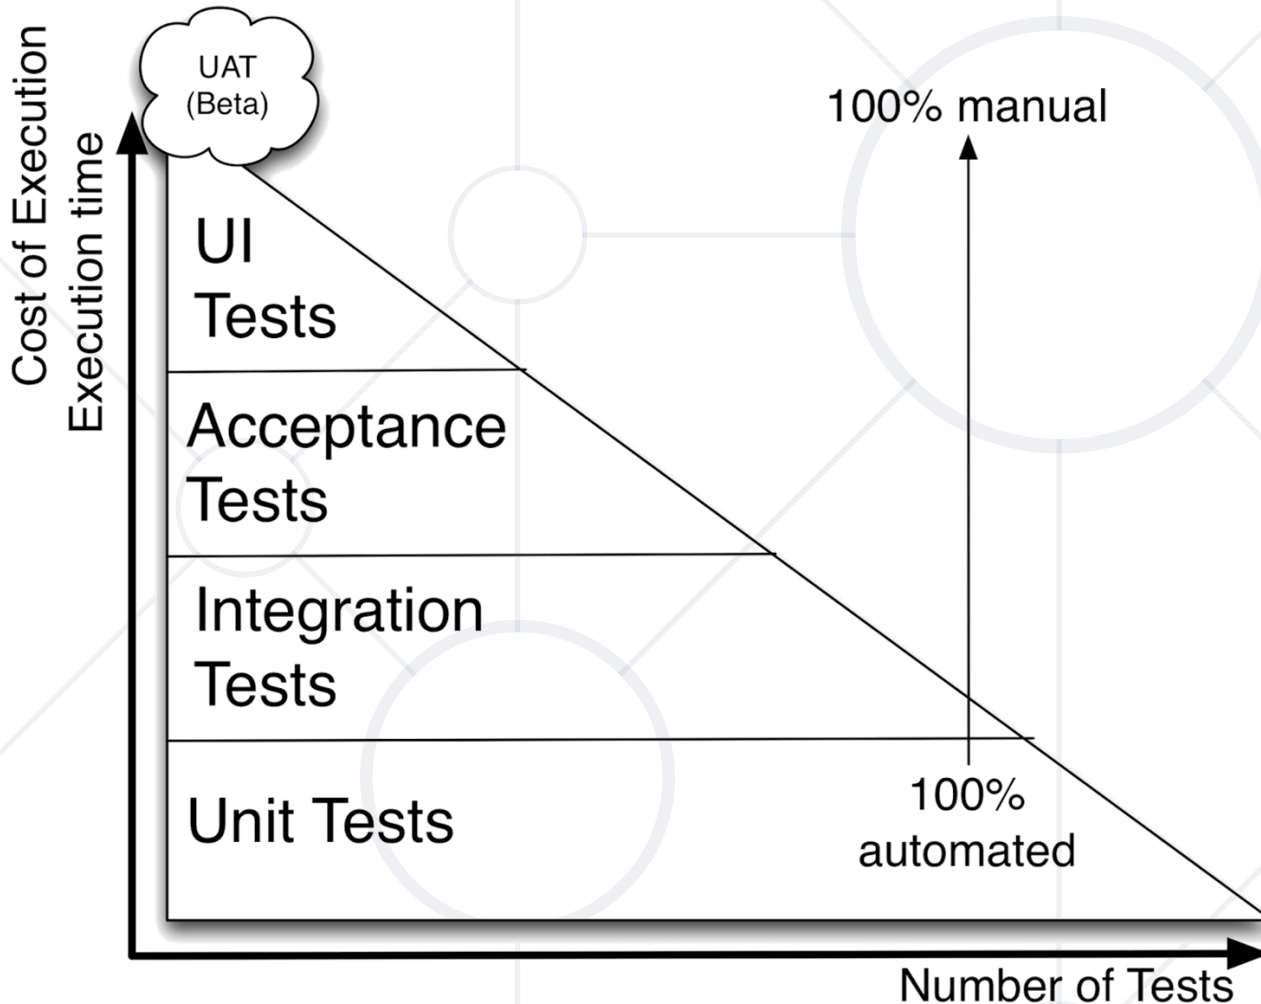 UAT
(Beta)
Cost of Execution
Execution time
100% manual
UI
Tests
Acceptance
Tests
Integration
Tests
Unit Tests
100%
automated
Number of Tests